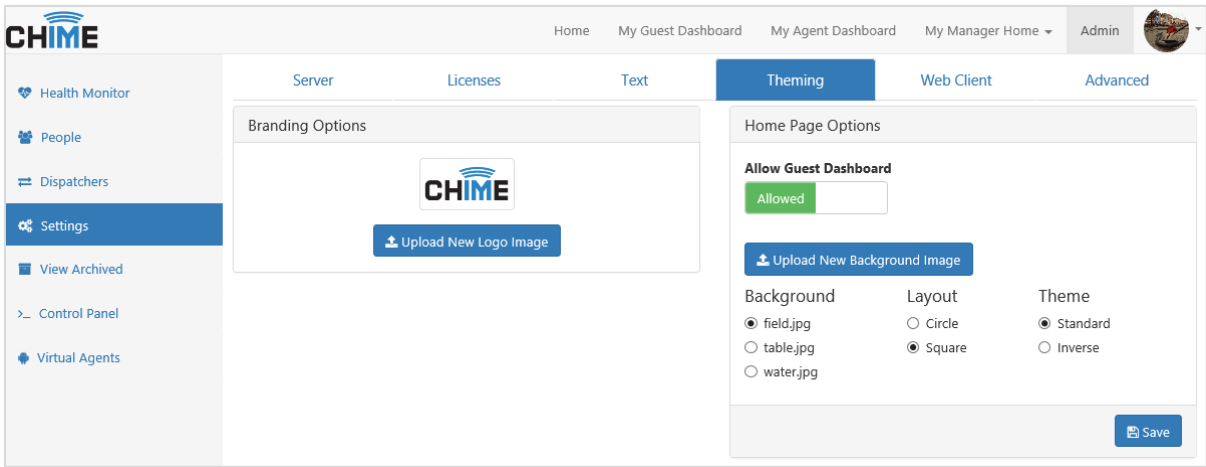 CHIME
Home My Guest Dashboard My Agent Dashboard My Manager Home Admin
Health Monitor
People
Dispatchers
Settings
View Archived
Control Panel
Virtual Agents
Server Licenses Text Theming Web Client Advanced
Branding Options
CHIME
Upload New Logo Image
Home Page Options
Allow Guest Dashboard
Allowed
Upload New Background Image
Background Layout Theme
field.jpg Circle Standard
table.jpg Square Inverse
water.jpg
Save